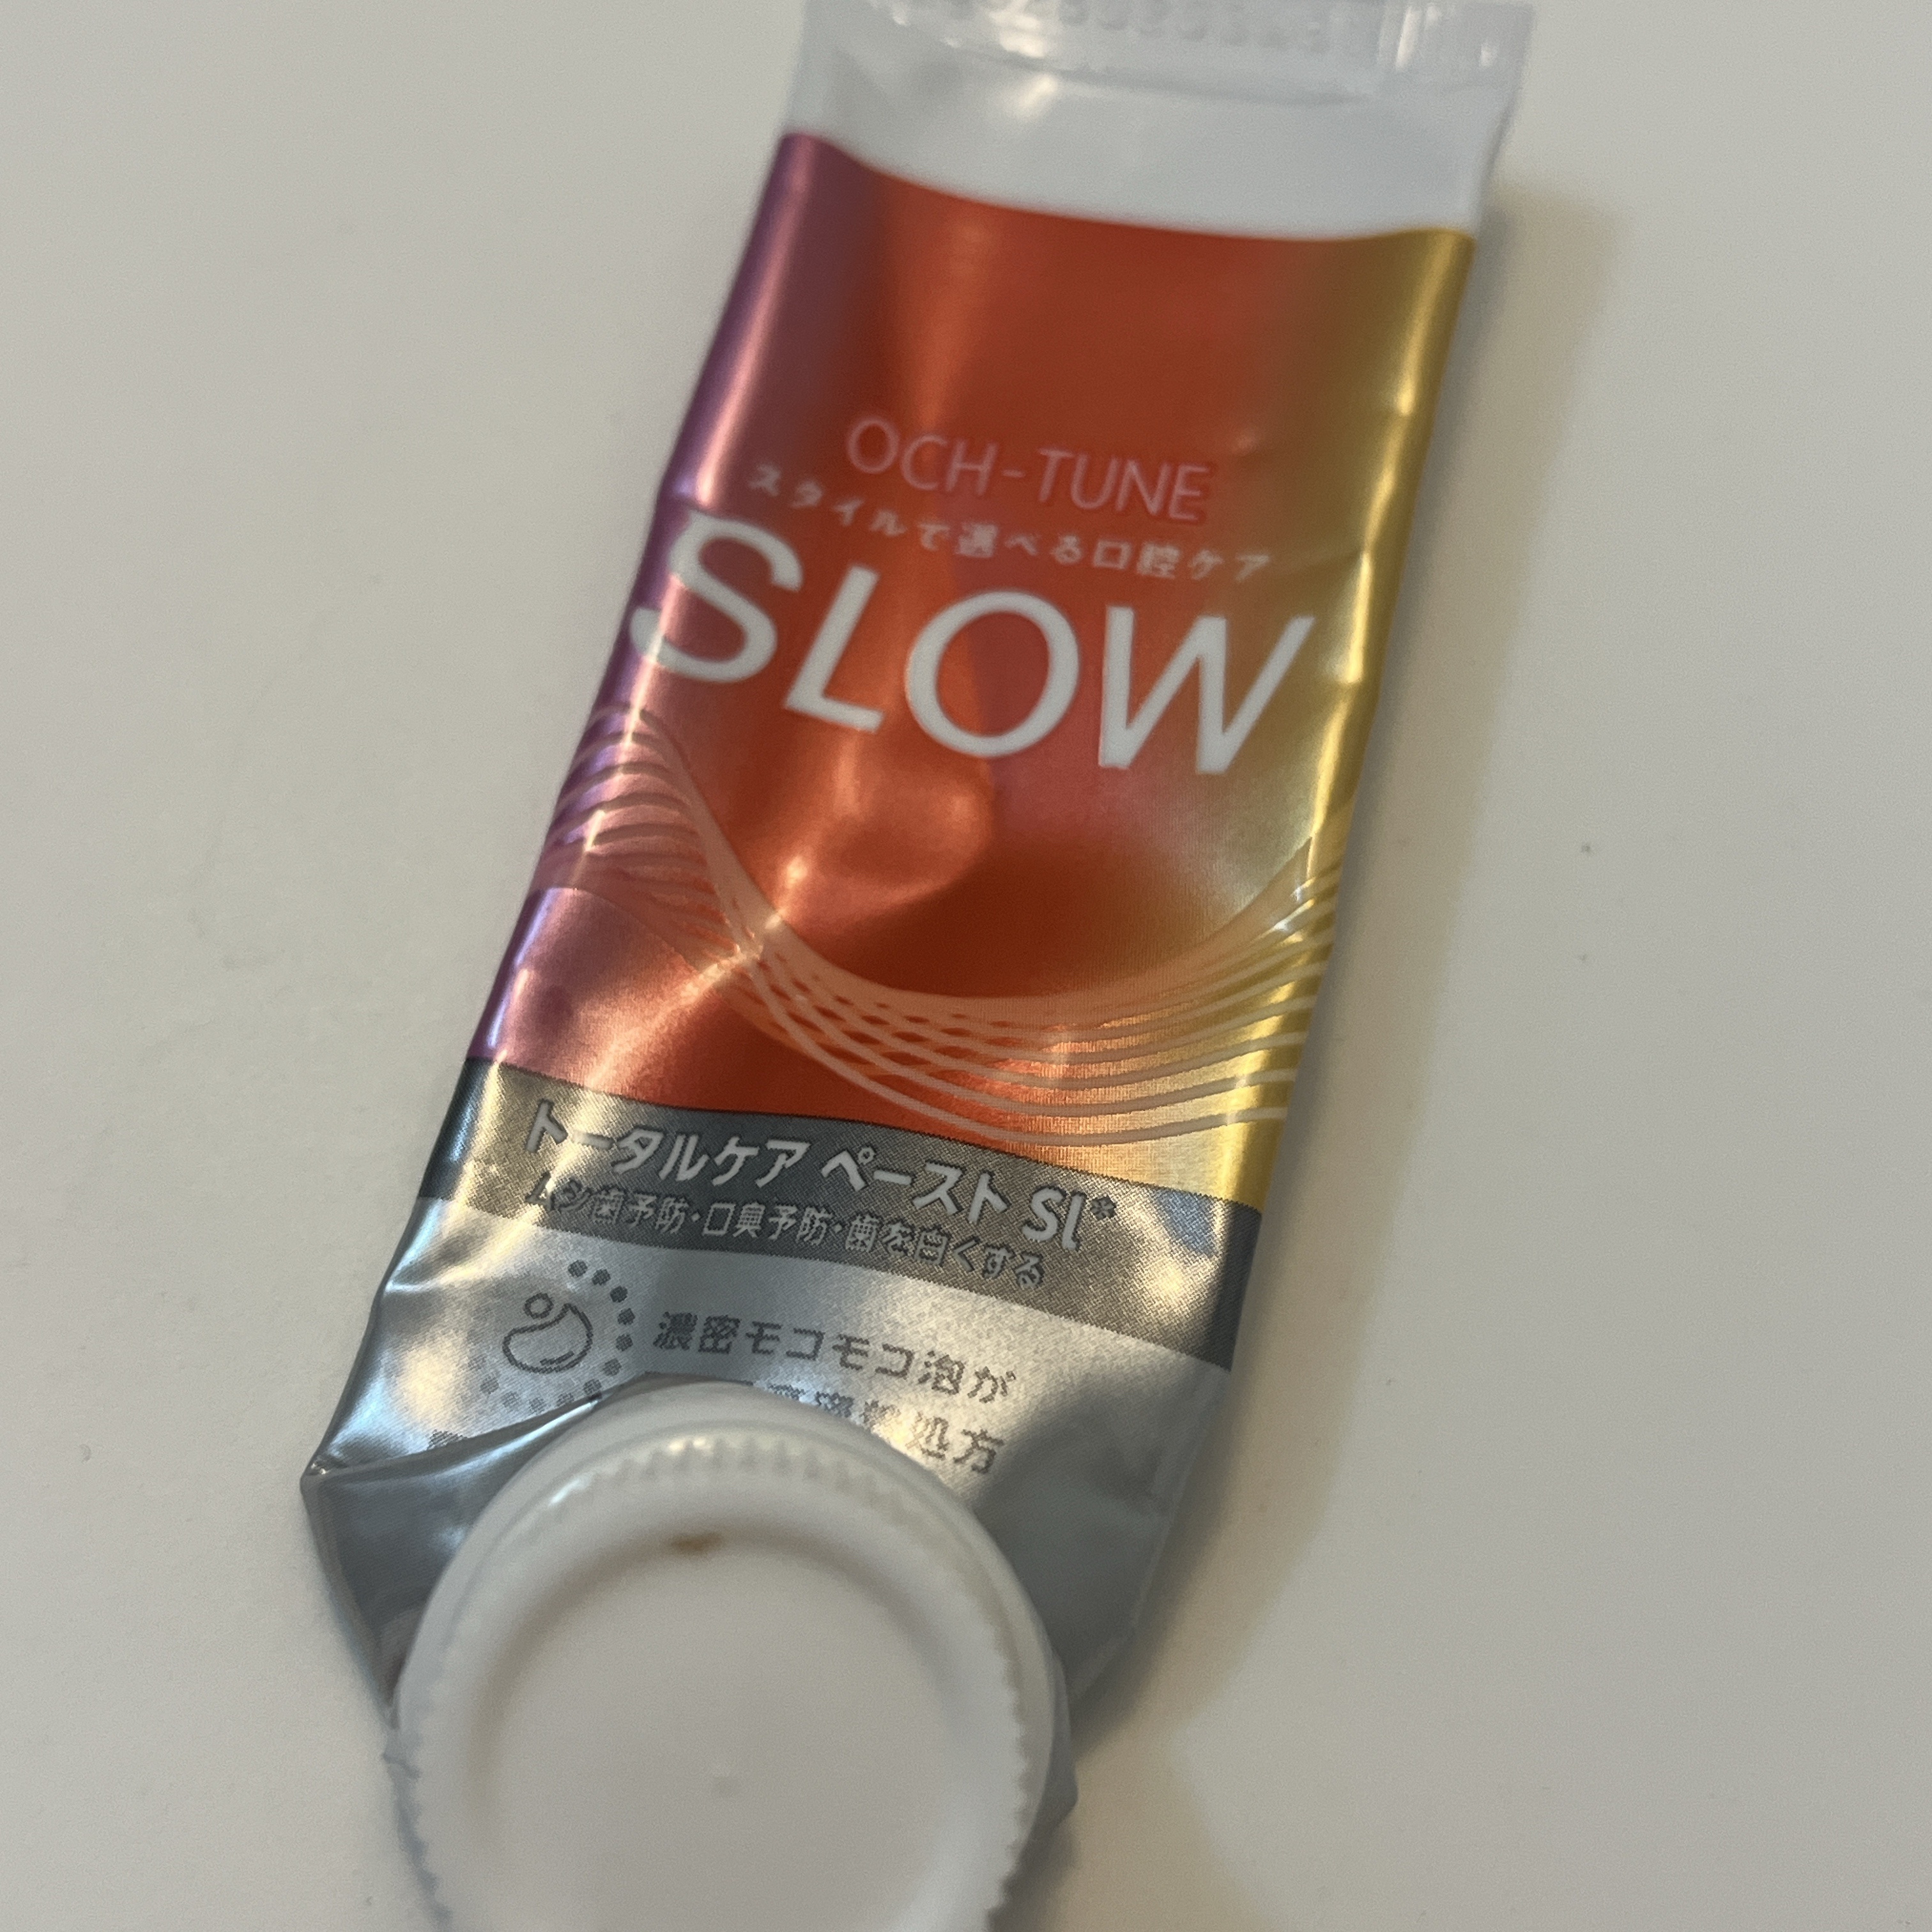 OCH-TUNE
スタイルで選べる口腔ケア
SLOW
トータルケア ペースト Sl*
ムシ歯予防・口臭予防・歯を白くする
濃密モコモコ泡が
処方